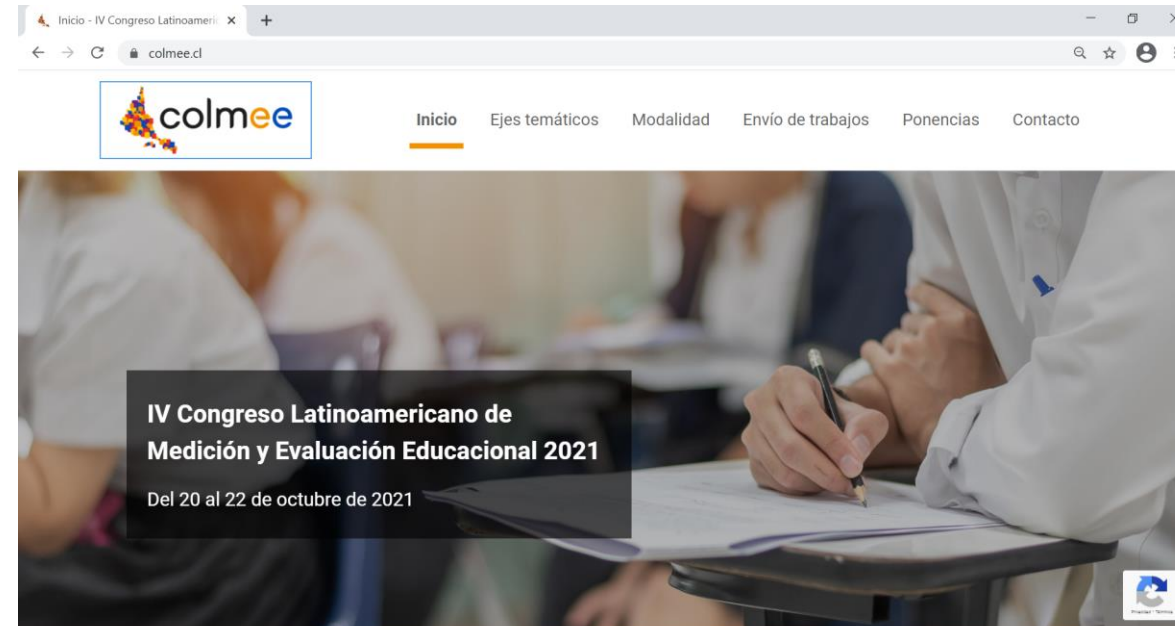 Inicio - IV Congreso Latinoameri
colmee.cl
colmee
Inicio Ejes temáticos Modalidad Envío de trabajos Ponencias Contacto
IV Congreso Latinoamericano de
Medición y Evaluación Educacional 2021
Del 20 al 22 de octubre de 2021